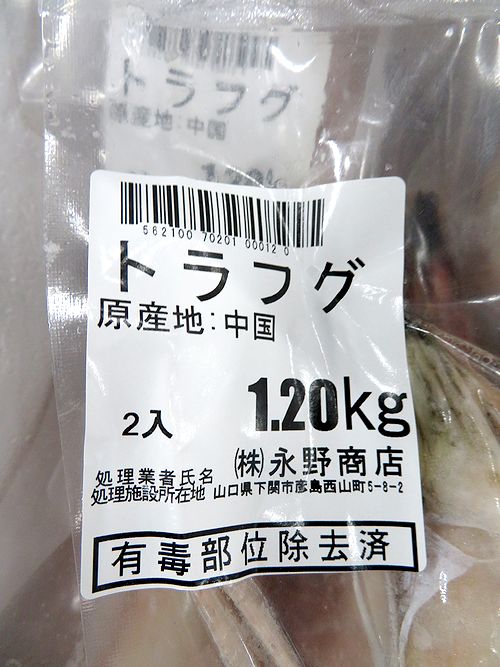 トラフグ
原産地:中国
562100 70201 00012 0
トラフグ
原産地:中国
2入 1.20kg
処理業者氏名 ㈱永野商店
処理施設所在地 山口県下関市彦島西山町5-8-2
有毒部位除去済